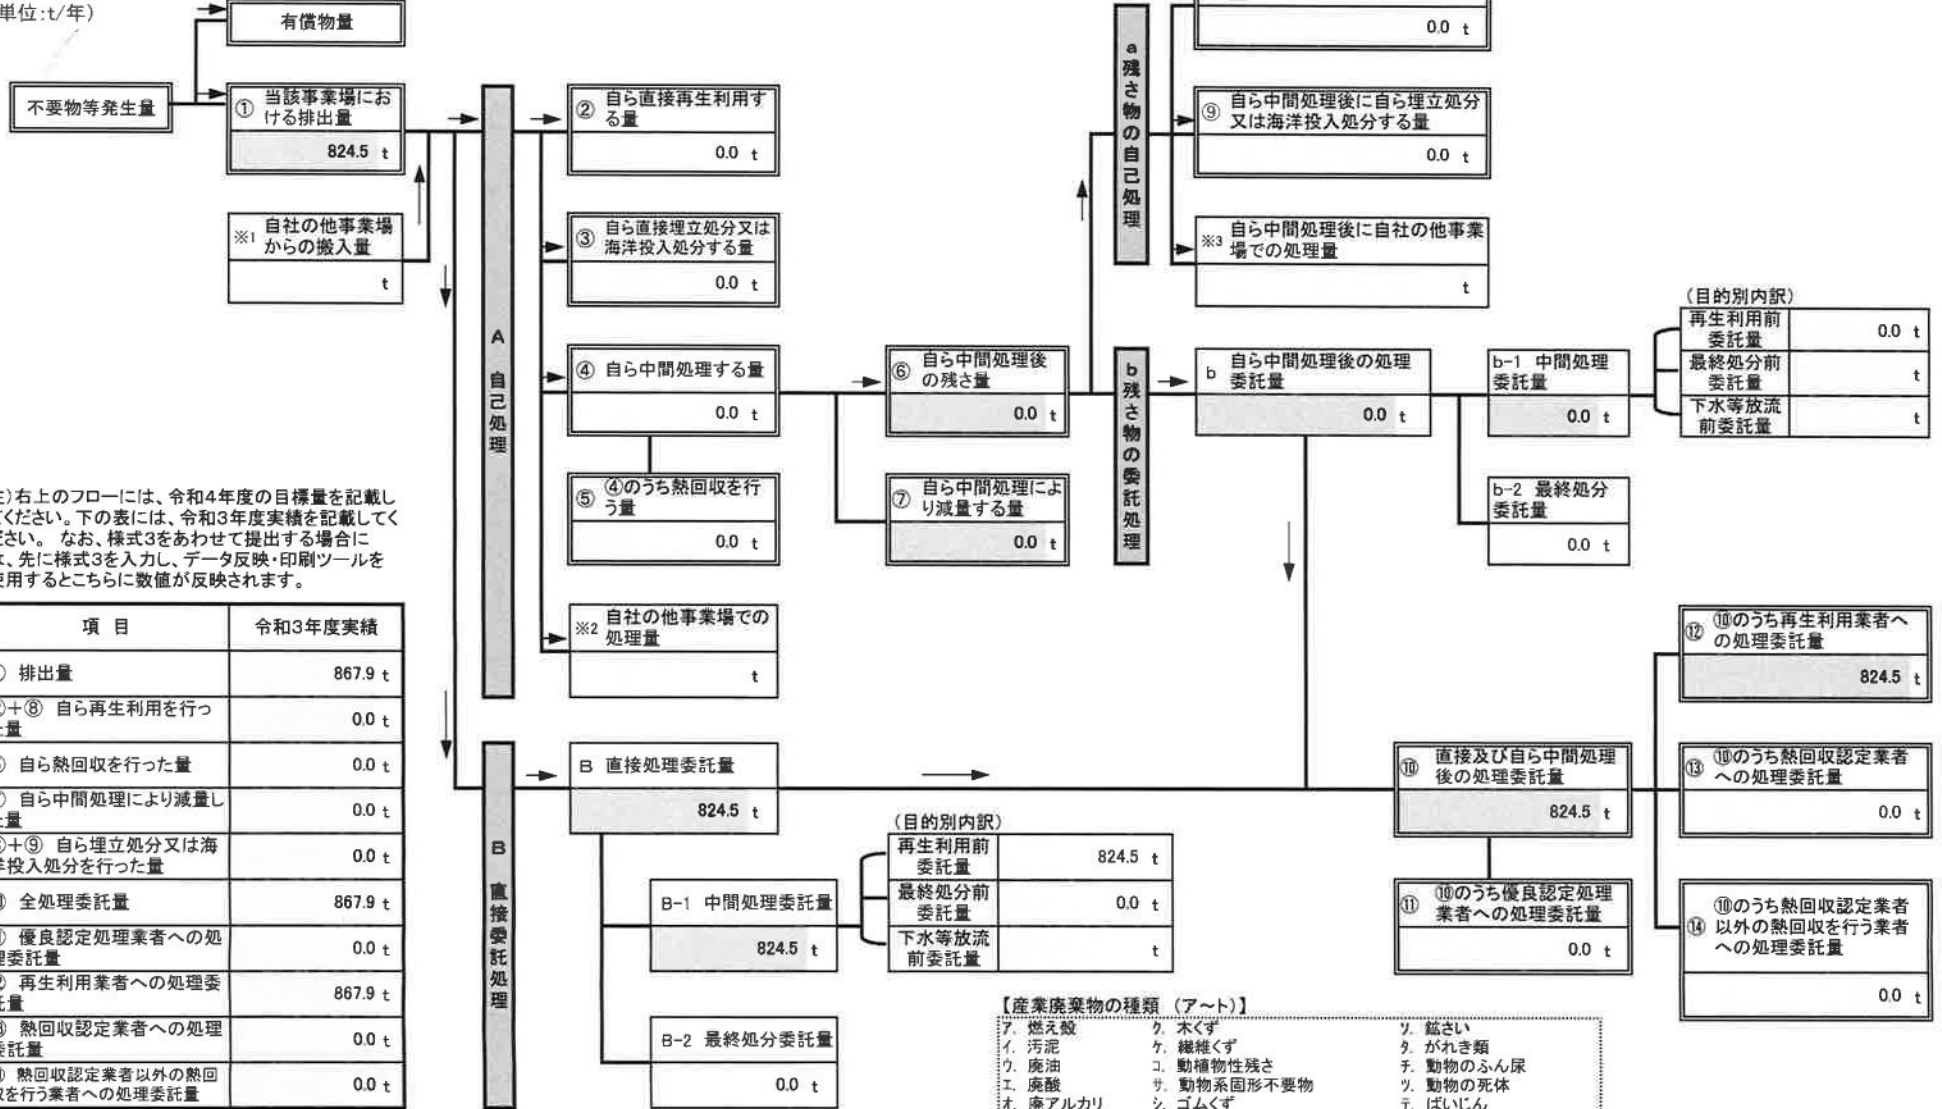 単位:t/年)
有償物量
不要物等発生量
① 当該事業場にお
ける排出量
824.5 t
※1 自社の他事業場
からの搬入量
t
A 自己処理
② 自ら直接再生利用す
る量
0.0 t
③ 自ら直接埋立処分又は
海洋投入処分する量
0.0 t
④ 自ら中間処理する量
0.0 t
⑤ ④のうち熱回収を行
う量
0.0 t
※2 自社の他事業場での
処理量
t
⑥ 自ら中間処理後
の残さ量
0.0 t
⑦ 自ら中間処理によ
り減量する量
0.0 t
a 残さ物の自己処理
0.0 t
⑨ 自ら中間処理後に自ら埋立処分
又は海洋投入処分する量
0.0 t
※3 自ら中間処理後に自社の他事業
場での処理量
t
b 残さ物の委託処理
b 自ら中間処理後の処理
委託量
0.0 t
b-1 中間処理
委託量
0.0 t
b-2 最終処分
委託量
0.0 t
(目的別内訳)
再生利用前
委託量
0.0 t
最終処分前
委託量
t
下水等放流
前委託量
t
)右上のフローには、令和4年度の目標量を記載し
ください。下の表には、令和3年度実績を記載してく
さい。 なお、様式3をあわせて提出する場合に
、先に様式3を入力し、データ反映・印刷ツールを
使用するとこちらに数値が反映されます。
項 目 令和3年度実績
排出量 867.9 t
+⑧ 自ら再生利用を行っ
量 0.0 t
自ら熱回収を行った量 0.0 t
自ら中間処理により減量し
量 0.0 t
+⑨ 自ら埋立処分又は海
洋投入処分を行った量 0.0 t
全処理委託量 867.9 t
優良認定処理業者への処
理委託量 0.0 t
再生利用業者への処理委
託量 867.9 t
熱回収認定業者への処理
委託量 0.0 t
熱回収認定業者以外の熱回
収を行う業者への処理委託量 0.0 t
B 直接委託処理
B 直接処理委託量
824.5 t
B-1 中間処理委託量
824.5 t
B-2 最終処分委託量
0.0 t
(目的別内訳)
再生利用前
委託量
824.5 t
最終処分前
委託量
0.0 t
下水等放流
前委託量
t
⑩ 直接及び自ら中間処理
後の処理委託量
824.5 t
⑪ ⑩のうち優良認定処理
業者への処理委託量
0.0 t
⑫ ⑩のうち再生利用業者へ
の処理委託量
824.5 t
⑬ ⑩のうち熱回収認定業者
への処理委託量
0.0 t
⑭ ⑩のうち熱回収認定業者
以外の熱回収を行う業者
への処理委託量
0.0 t
【産業廃棄物の種類 (ア~ト)】
ア. 燃え殻 ク. 木くず ソ. 鉱さい
イ. 汚泥 ケ. 繊維くず タ. がれき類
ウ. 廃油 コ. 動植物性残さ チ. 動物のふん尿
エ. 廃酸 サ. 動物系固形不要物 ツ. 動物の死体
オ. 廃アルカリ シ. ゴムくず テ. ばいじん